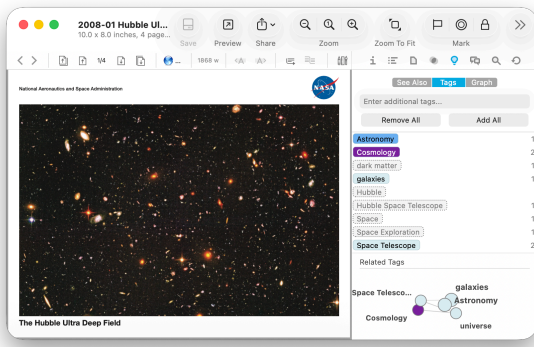 2008-01 Hubble Ul...
10.0 x 8.0 inches, 4 page...
Save
Preview
Share
Zoom
Zoom To Fit
Mark
1/4
1868 w
National Aeronautics and Space Administration
NASA
The Hubble Ultra Deep Field
See Also
Tags
Graph
Enter additional tags...
Remove All
Add All
Astronomy
Cosmology
2
dark matter
galaxies
Hubble
Hubble Space Telescope
Space
Space Exploration
Space Telescope
2
Related Tags
galaxies
Space Telesco...
Astronomy
Cosmology
universe